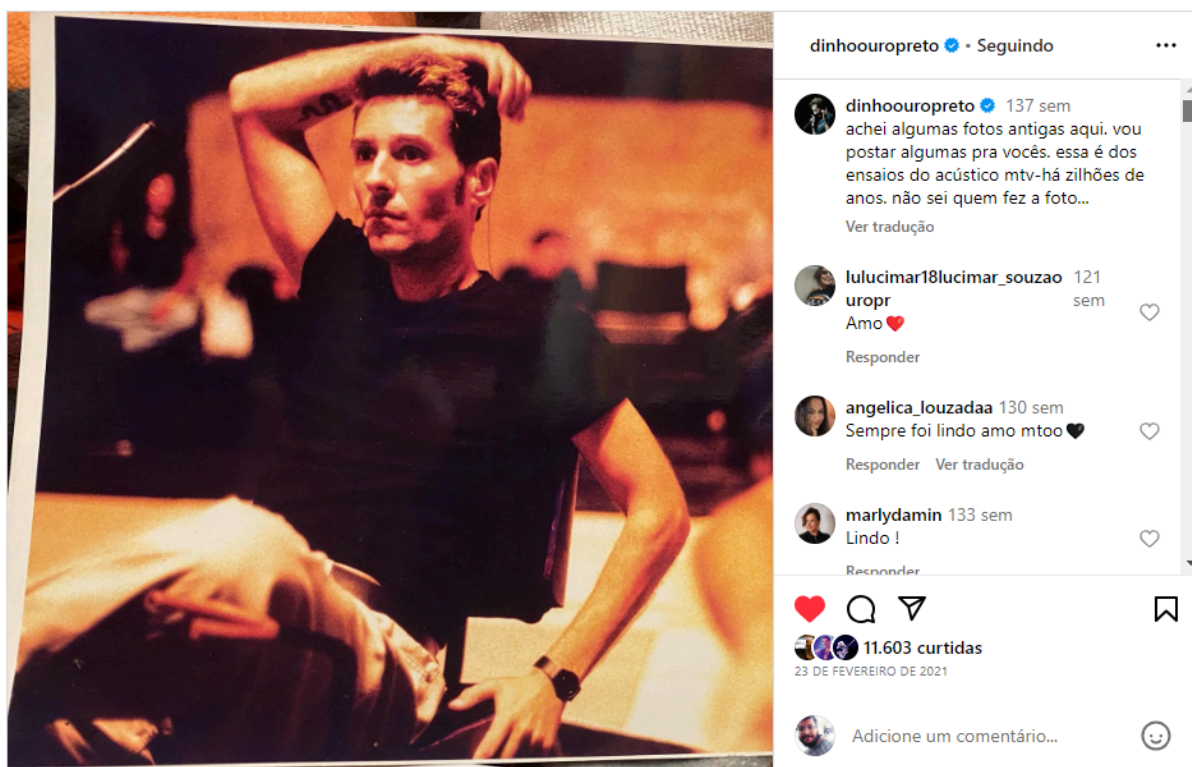 dinhoouropreto • Seguindo
dinhoouropreto 137 sem
achei algumas fotos antigas aqui. vou
postar algumas pra vocês. essa é dos
ensaios do acústico mtv-há zilhões de
anos. não sei quem fez a foto...
Ver tradução
lulucimar18lucimar_souzao 121
uropr sem
Amo❤️
Responder
angelica_louzadaa 130 sem
Sempre foi lindo amo mtoo🖤
Responder Ver tradução
marlydamin 133 sem
Lindo !
Responder
11.603 curtidas
23 DE FEVEREIRO DE 2021
Adicione um comentário...